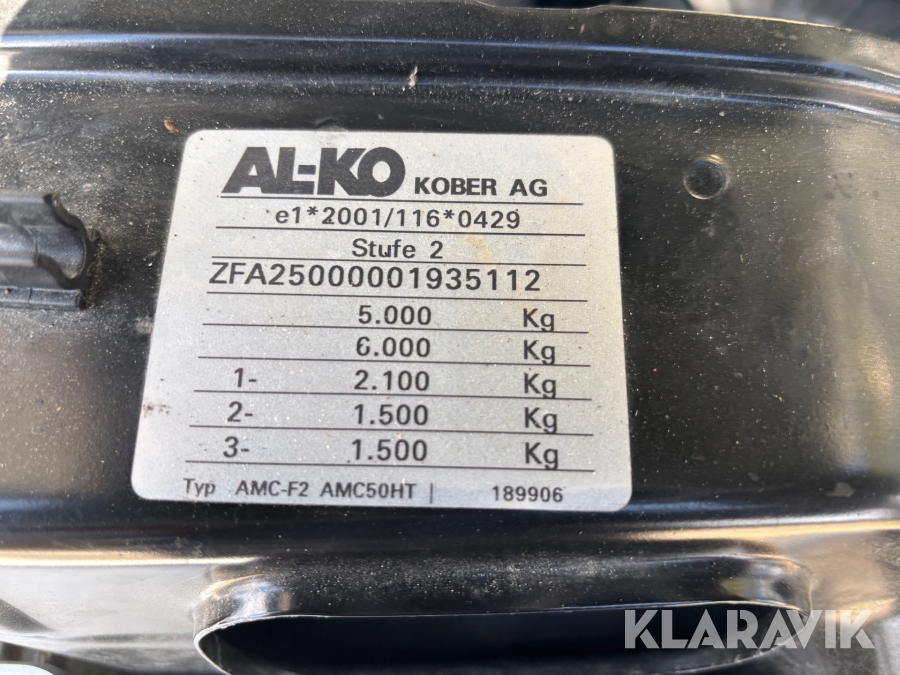 AL-KO KOBER AG
e1*2001/116*0429
Stufe 2
ZFA25000001935112
5.000 Kg
6.000 Kg
1- 2.100 Kg
2- 1.500 Kg
3- 1.500 Kg
Typ AMC-F2 AMC50HT | 189906
KLARAVIK